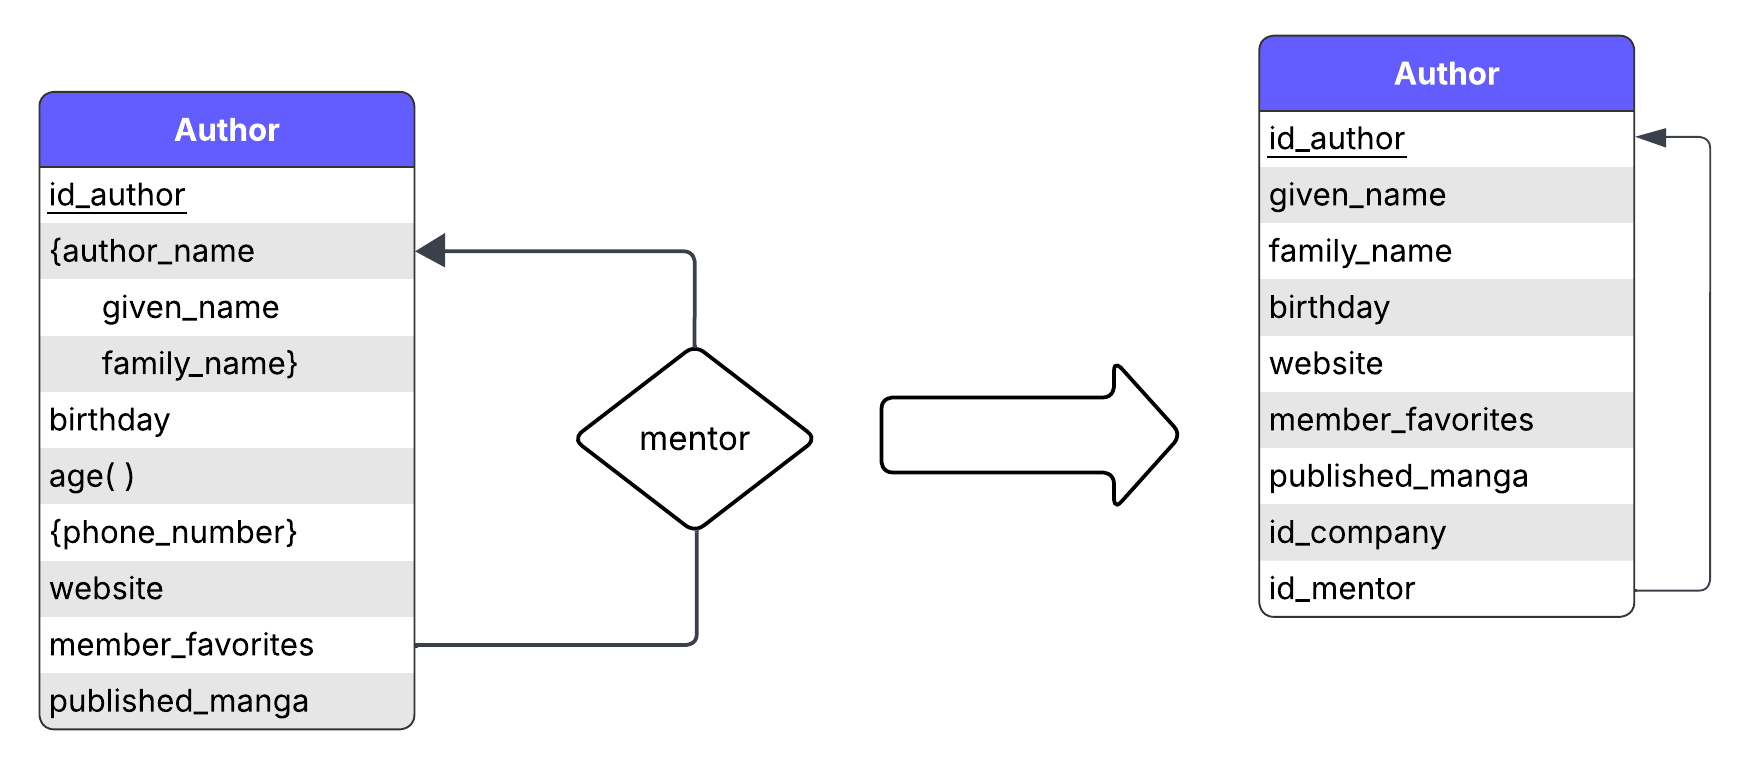 Author
id_author
{author_name
given_name
family_name}
birthday
age( )
{phone_number}
website
member_favorites
published_manga
mentor
Author
id_author
given_name
family_name
birthday
website
member_favorites
published_manga
id_company
id_mentor